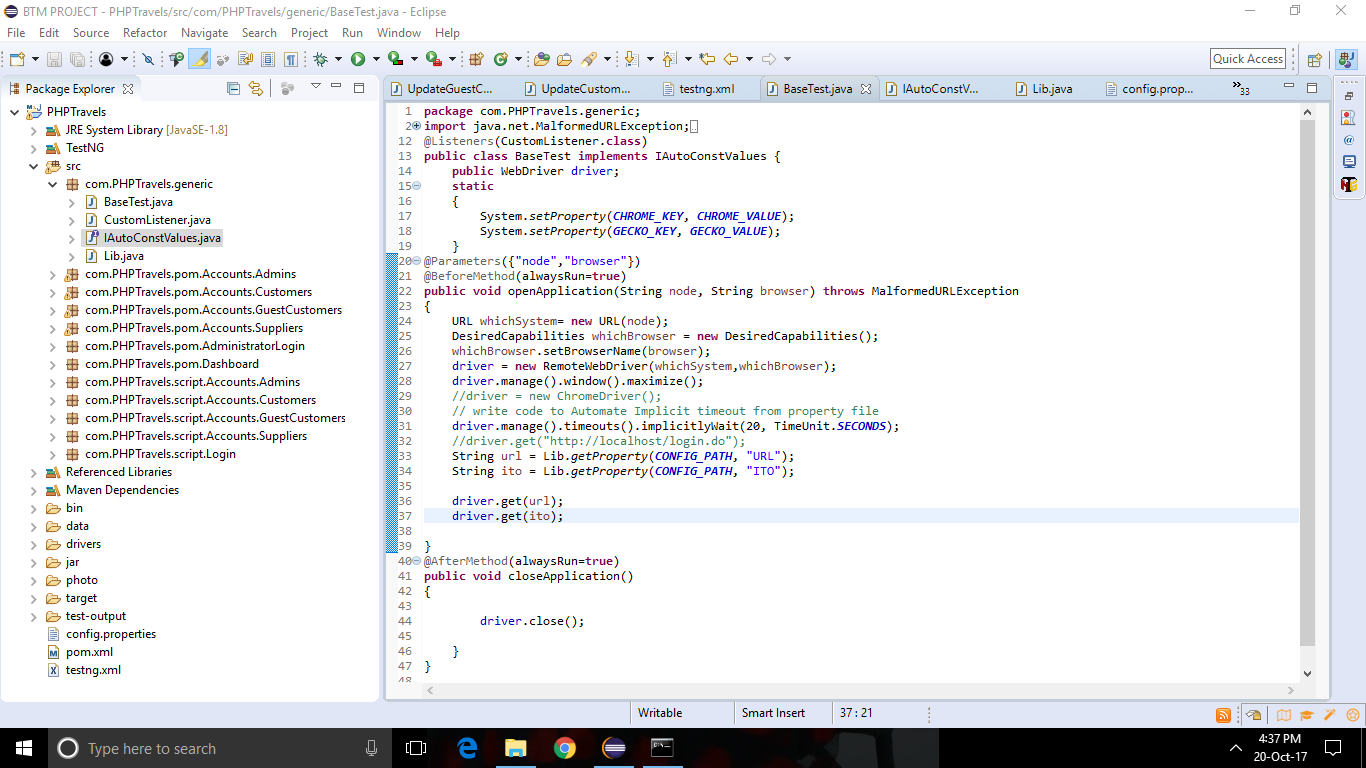 BTM PROJECT - PHPTravels/src/com/PHPTravels/generic/BaseTest.java - Eclipse
File Edit Source Refactor Navigate Search Project Run Window Help
Quick Access
Package Explorer
PHPTravels
JRE System Library [JavaSE-1.8]
TestNG
src
com.PHPTravels.generic
BaseTest.java
CustomListener.java
IAutoConstValues.java
Lib.java
com.PHPTravels.pom.Accounts.Admins
com.PHPTravels.pom.Accounts.Customers
com.PHPTravels.pom.Accounts.GuestCustomers
com.PHPTravels.pom.Accounts.Suppliers
com.PHPTravels.pom.AdministratorLogin
com.PHPTravels.pom.Dashboard
com.PHPTravels.script.Accounts.Admins
com.PHPTravels.script.Accounts.Customers
com.PHPTravels.script.Accounts.GuestCustomers
com.PHPTravels.script.Accounts.Suppliers
com.PHPTravels.script.Login
Referenced Libraries
Maven Dependencies
bin
data
drivers
jar
photo
target
test-output
config.properties
pom.xml
testng.xml
UpdateGuestC... UpdateCustom... testng.xml BaseTest.java IAutoConstV... Lib.java config.prop... 33
1 package com.PHPTravels.generic;
2 import java.net.MalformedURLException;
12 @Listeners(CustomListener.class)
13 public class BaseTest implements IAutoConstValues {
14 public WebDriver driver;
15 static
16 {
17 System.setProperty(CHROME_KEY, CHROME_VALUE);
18 System.setProperty(GECKO_KEY, GECKO_VALUE);
19 }
20 @Parameters({"node","browser"})
21 @BeforeMethod(alwaysRun=true)
22 public void openApplication(String node, String browser) throws MalformedURLException
23 {
24 URL whichSystem= new URL(node);
25 DesiredCapabilities whichBrowser = new DesiredCapabilities();
26 whichBrowser.setBrowserName(browser);
27 driver = new RemoteWebDriver(whichSystem,whichBrowser);
28 driver.manage().window().maximize();
29 //driver = new ChromeDriver();
30 // write code to Automate Implicit timeout from property file
31 driver.manage().timeouts().implicitlyWait(20, TimeUnit.SECONDS);
32 //driver.get("http://localhost/login.do");
33 String url = Lib.getProperty(CONFIG_PATH, "URL");
34 String ito = Lib.getProperty(CONFIG_PATH, "ITO");
35
36 driver.get(url);
37 driver.get(ito);
38
39 }
40 @AfterMethod(alwaysRun=true)
41 public void closeApplication()
42 {
43
44 driver.close();
45
46 }
47 }
48
Writable Smart Insert 37 : 21
Type here to search
4:37 PM
20-Oct-17